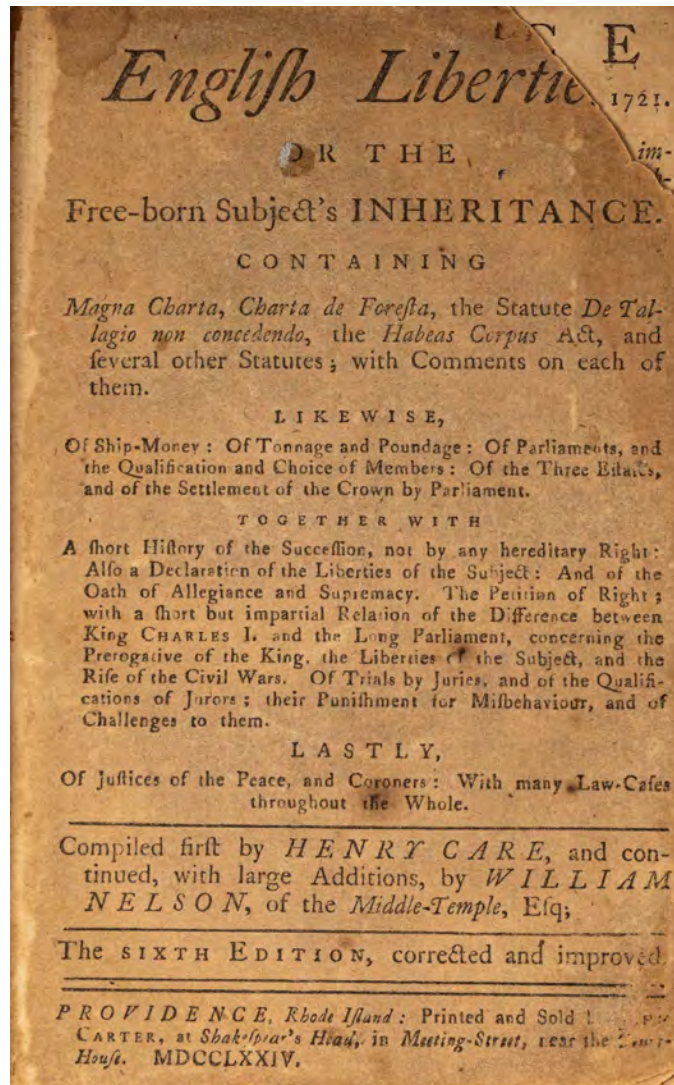 C E
Engliſh Libertie
1721.
OR THE
im-
Free-born Subject's INHERITANCE.
CONTAINING
Magna Charta, Charta de Foreſta, the Statute De Tal-
lagio non concedendo, the Habeas Corpus Act, and
ſeveral other Statutes; with Comments on each of
them.
LIKEWISE,
Of Ship-Money: Of Tonnage and Poundage: Of Parliaments, and
the Qualification and Choice of Members: Of the Three Eſtates,
and of the Settlement of the Crown by Parliament.
TOGETHER WITH
A ſhort Hiſtory of the Succeſſion, not by any hereditary Right:
Alſo a Declaration of the Liberties of the Subject: And of the
Oath of Allegiance and Supremacy. The Petition of Right;
with a ſhort but impartial Relation of the Difference between
King CHARLES I. and the Long Parliament, concerning the
Prerogative of the King, the Liberties of the Subject, and the
Riſe of the Civil Wars. Of Trials by Juries, and of the Qualifi-
cations of Jurors; their Puniſhment for Miſbehaviour, and of
Challenges to them.
LASTLY,
Of Juſtices of the Peace, and Coroners: With many Law-Caſes
throughout the Whole.
Compiled firſt by HENRY CARE, and con-
tinued, with large Additions, by WILLIAM
NELSON, of the Middle-Temple, Eſq;
The SIXTH EDITION, corrected and improved.
PROVIDENCE, Rhode Iſland: Printed and Sold
CARTER, at Shakeſpear's Head, in Meeting-Street, near the
Houſe. MDCCLXXIV.